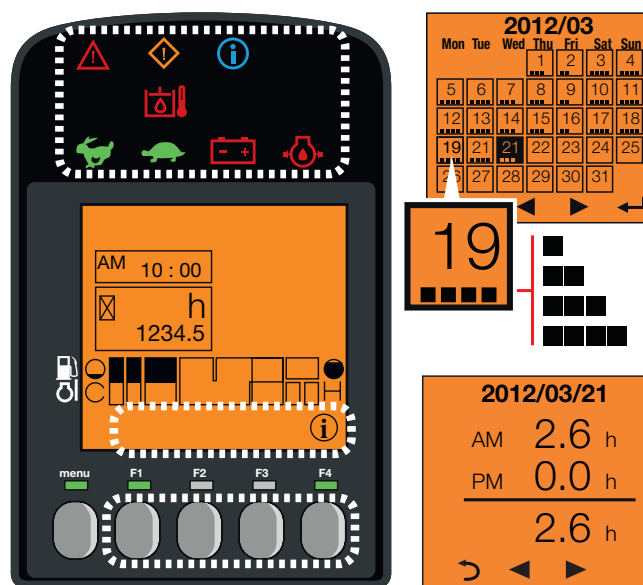 AM 10 : 00
h
1234.5
C H
i
menu F1 F2 F3 F4
2012/03
Mon Tue Wed Thu Fri Sat Sun
1 2 3 4
5 6 7 8 9 10 11
12 13 14 15 16 17 18
19 21 21 22 23 24 25
26 27 28 29 30 31
19
2012/03/21
AM 2.6 h
PM 0.0 h
2.6 h